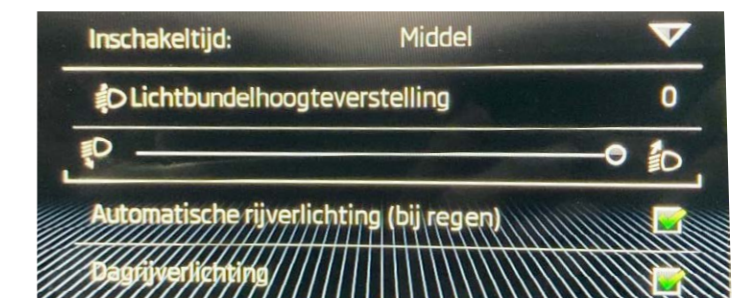 Inschakeltijd: Middel
Lichtbundelhoogteverstelling 0
Automatische rijverlichting (bij regen)
Dagrijverlichting